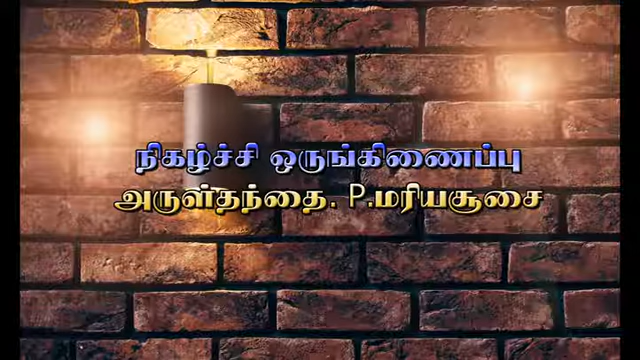 நிகழ்ச்சி ஒருங்கிணைப்பு
அருள்தந்தை. P.மரியசூசை